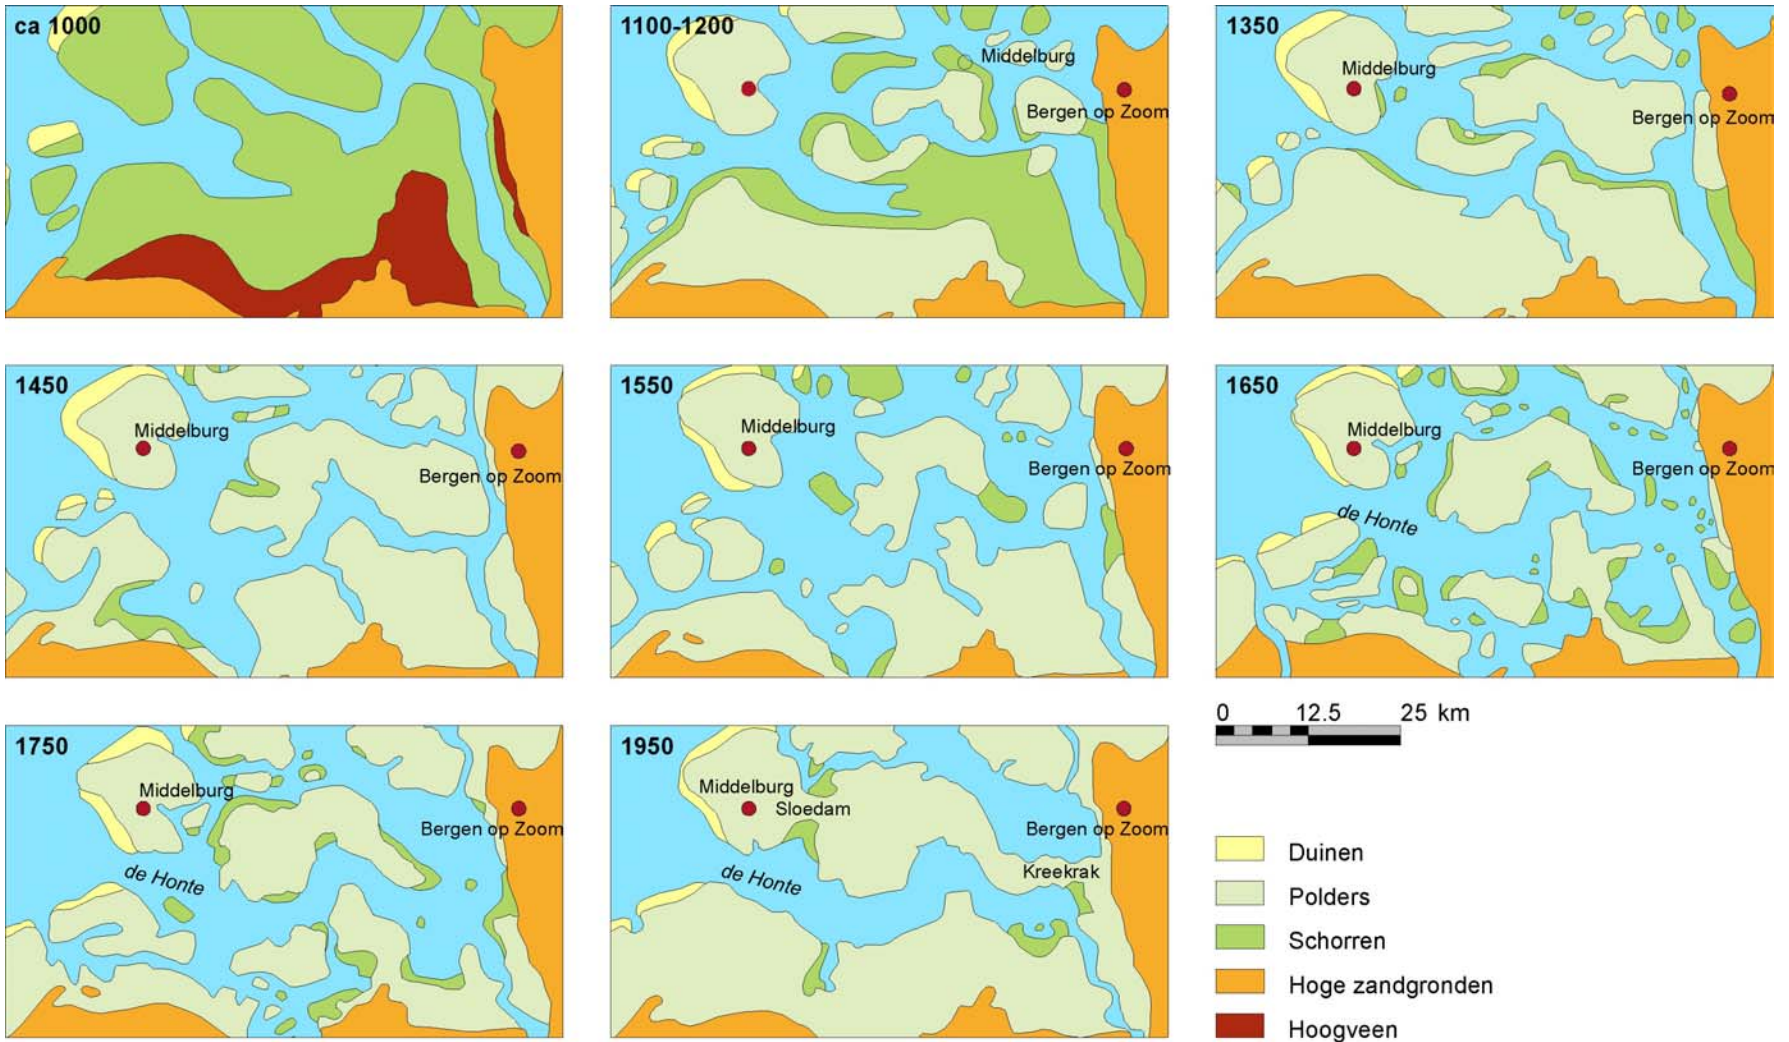 ca 1000
1100-1200
Middelburg
Bergen op Zoom
1350
Middelburg
Bergen op Zoom
1450
Middelburg
Bergen op Zoom
1550
Middelburg
Bergen op Zoom
1650
Middelburg
Bergen op Zoom
de Honte
0 12.5 25 km
1750
Middelburg
Bergen op Zoom
de Honte
1950
Middelburg
Sloedam
Bergen op Zoom
Kreekrak
de Honte
Duinen
Polders
Schorren
Hoge zandgronden
Hoogveen